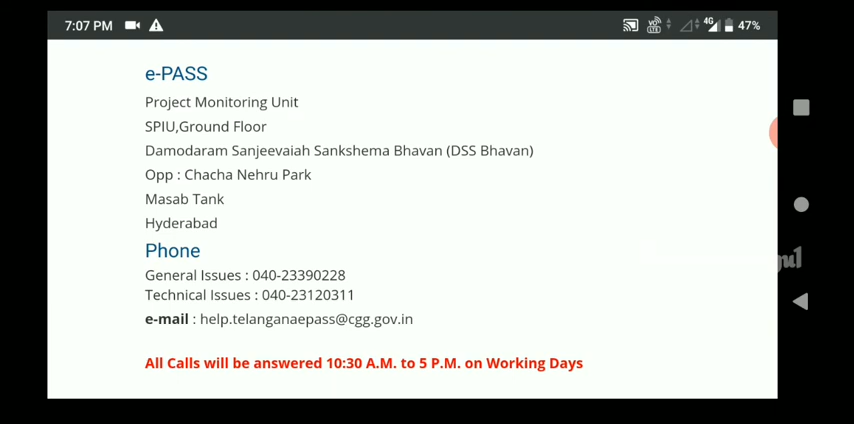 7:07 PM
4G 47%
e-PASS
Project Monitoring Unit
SPIU,Ground Floor
Damodaram Sanjeevaiah Sankshema Bhavan (DSS Bhavan)
Opp : Chacha Nehru Park
Masab Tank
Hyderabad
Phone
General Issues : 040-23390228
Technical Issues : 040-23120311
e-mail : help.telanganaepass@cgg.gov.in
All Calls will be answered 10:30 A.M. to 5 P.M. on Working Days